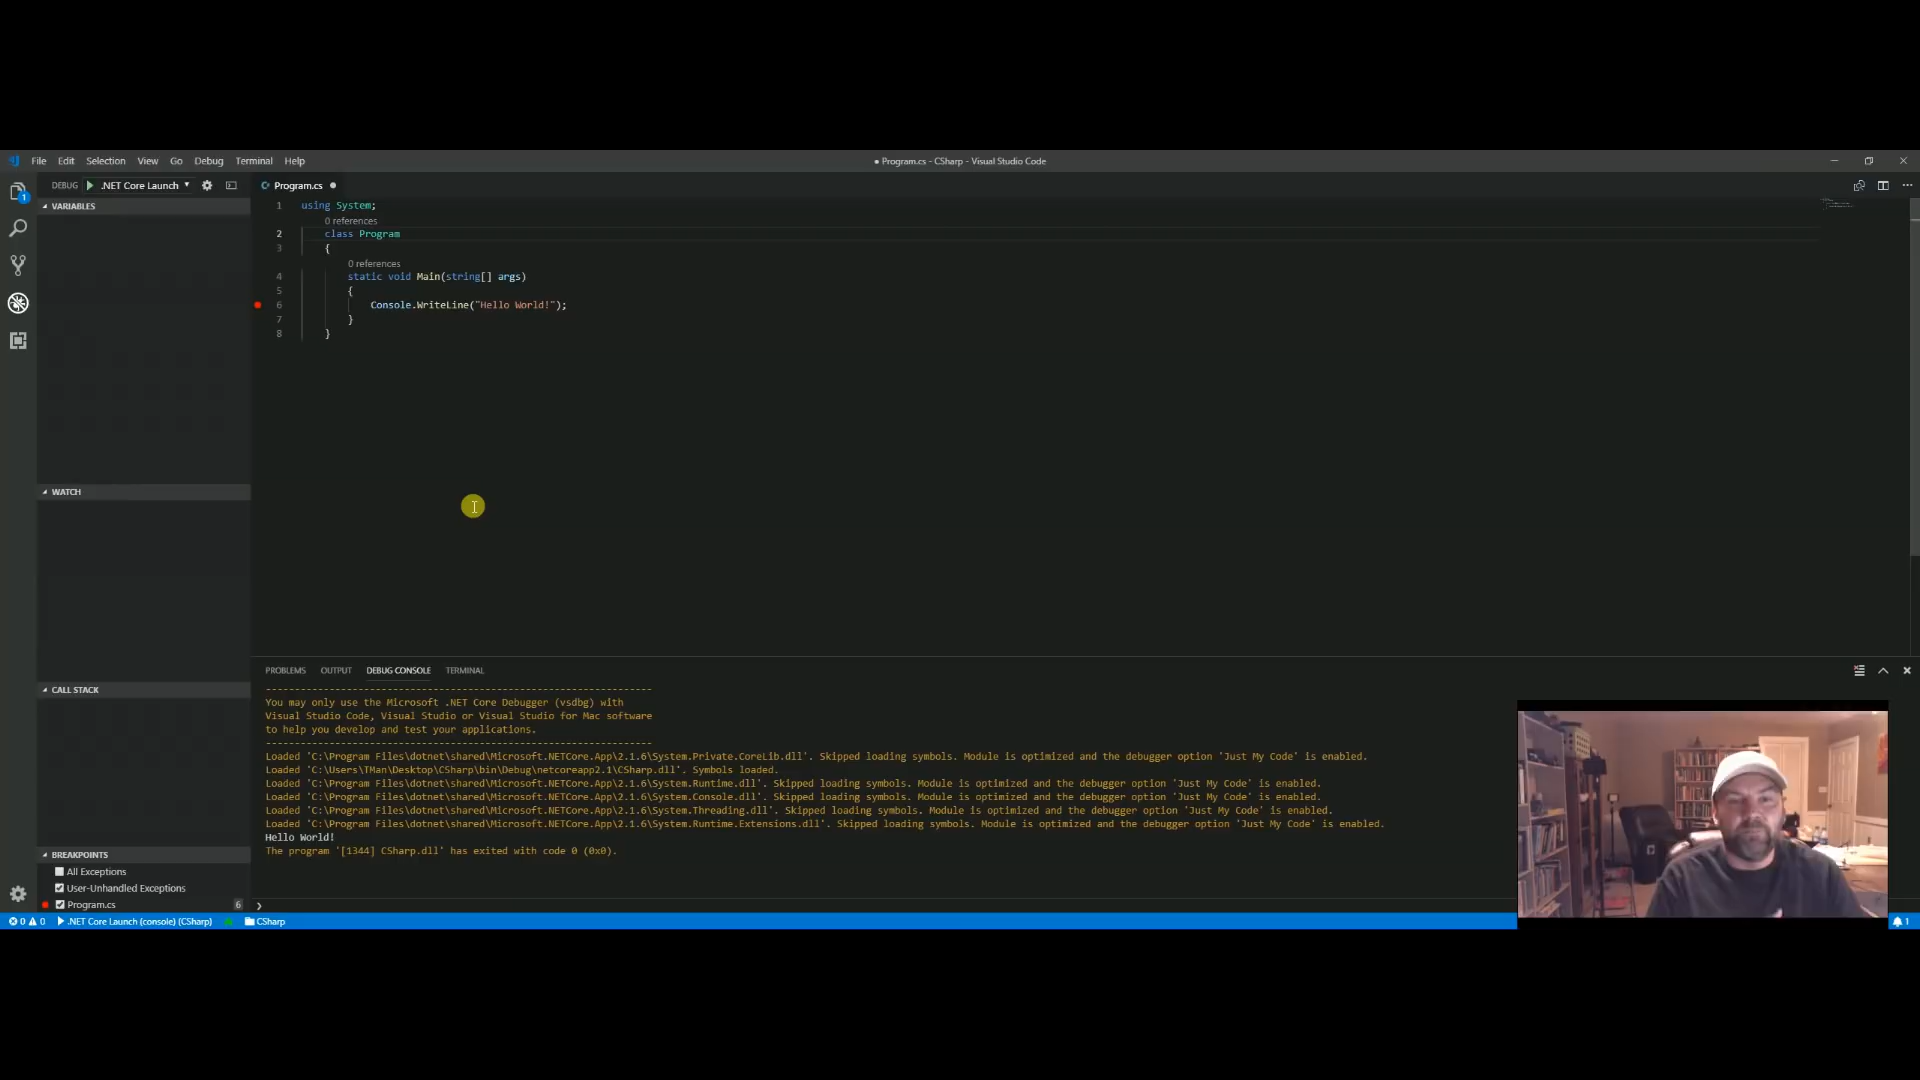 File Edit Selection View Go Debug Terminal Help
● Program.cs - CSharp - Visual Studio Code
DEBUG .NET Core Launch
Program.cs
VARIABLES
1 using System;
0 references
2 class Program
3 {
0 references
4 static void Main(string[] args)
5 {
6 Console.WriteLine("Hello World!");
7 }
8 }
WATCH
CALL STACK
BREAKPOINTS
All Exceptions
User-Unhandled Exceptions
Program.cs 6
PROBLEMS OUTPUT DEBUG CONSOLE TERMINAL
-------------------------------------------------------------------
You may only use the Microsoft .NET Core Debugger (vsdbg) with
Visual Studio Code, Visual Studio or Visual Studio for Mac software
to help you develop and test your applications.
-------------------------------------------------------------------
Loaded 'C:\Program Files\dotnet\shared\Microsoft.NETCore.App\2.1.6\System.Private.CoreLib.dll'. Skipped loading symbols. Module is optimized and the debugger option 'Just My Code' is enabled.
Loaded 'C:\Users\TMan\Desktop\CSharp\bin\Debug\netcoreapp2.1\CSharp.dll'. Symbols loaded.
Loaded 'C:\Program Files\dotnet\shared\Microsoft.NETCore.App\2.1.6\System.Runtime.dll'. Skipped loading symbols. Module is optimized and the debugger option 'Just My Code' is enabled.
Loaded 'C:\Program Files\dotnet\shared\Microsoft.NETCore.App\2.1.6\System.Console.dll'. Skipped loading symbols. Module is optimized and the debugger option 'Just My Code' is enabled.
Loaded 'C:\Program Files\dotnet\shared\Microsoft.NETCore.App\2.1.6\System.Threading.dll'. Skipped loading symbols. Module is optimized and the debugger option 'Just My Code' is enabled.
Loaded 'C:\Program Files\dotnet\shared\Microsoft.NETCore.App\2.1.6\System.Runtime.Extensions.dll'. Skipped loading symbols. Module is optimized and the debugger option 'Just My Code' is enabled.
Hello World!
The program '[1344] CSharp.dll' has exited with code 0 (0x0).
0 0 .NET Core Launch (console) (CSharp) CSharp 1